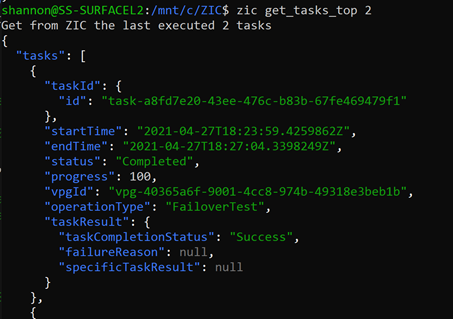 shannon@SS-SURFACEL2:/mnt/c/ZIC$ zic get_tasks_top 2
Get from ZIC the last executed 2 tasks
{
  "tasks": [
    {
      "taskId": {
        "id": "task-a8fd7e20-43ee-476c-b83b-67fe469479f1"
      },
      "startTime": "2021-04-27T18:23:59.4259862Z",
      "endTime": "2021-04-27T18:27:04.3398249Z",
      "status": "Completed",
      "progress": 100,
      "vpgId": "vpg-40365a6f-9001-4cc8-974b-49318e3beb1b",
      "operationType": "FailoverTest",
      "taskResult": {
        "taskCompletionStatus": "Success",
        "failureReason": null,
        "specificTaskResult": null
      }
    },
    {